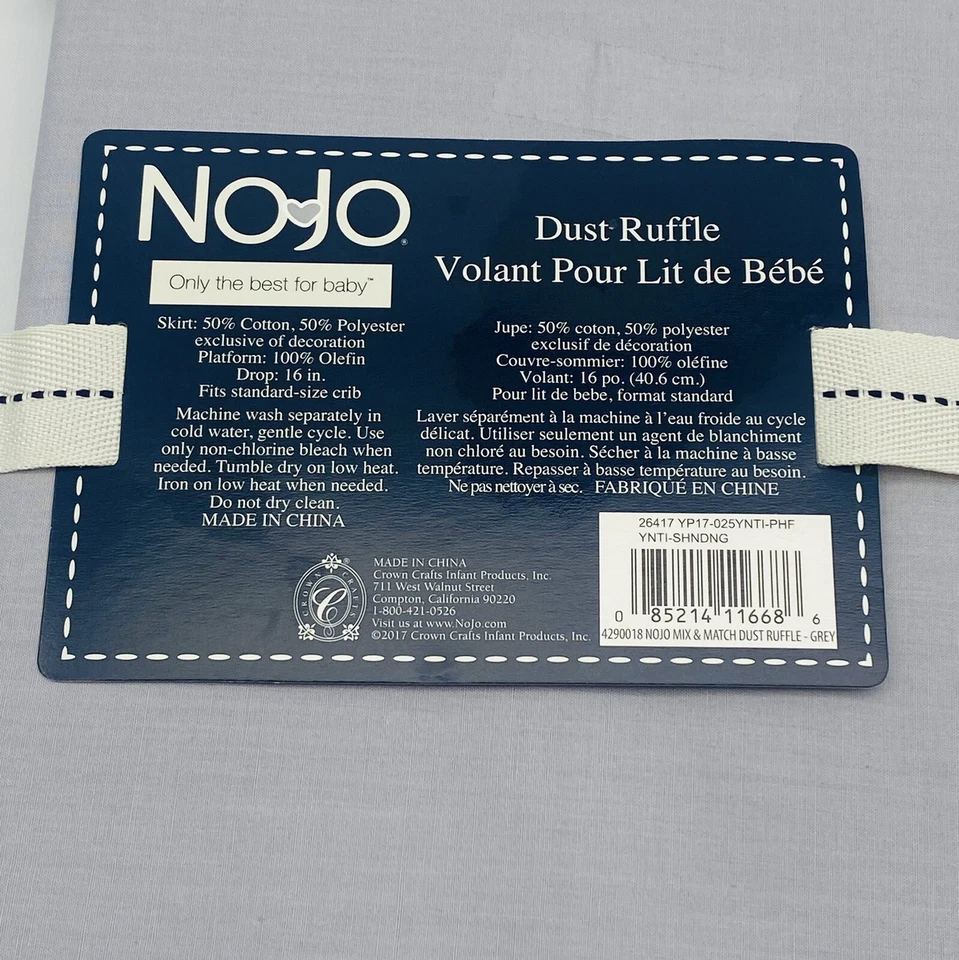 NoJo®
Only the best for baby™
Dust Ruffle
Volant Pour Lit de Bébé
Skirt: 50% Cotton, 50% Polyester
exclusive of decoration
Platform: 100% Olefin
Drop: 16 in.
Fits standard-size crib
Machine wash separately in
cold water, gentle cycle. Use
only non-chlorine bleach when
needed. Tumble dry on low heat.
Iron on low heat when needed.
Do not dry clean.
MADE IN CHINA
Jupe: 50% coton, 50% polyester
exclusif de décoration
Couvre-sommier: 100% oléfine
Volant: 16 po. (40.6 cm.)
Pour lit de bebe, format standard
Laver séparément à la machine à l'eau froide au cycle
délicat. Utiliser seulement un agent de blanchiment
non chloré au besoin. Sécher à la machine à basse
température. Repasser à basse température au besoin.
Ne pas nettoyer à sec. FABRIQUÉ EN CHINE
CROWN CRAFTS
C
MADE IN CHINA
Crown Crafts Infant Products, Inc.
711 West Walnut Street
Compton, California 90220
1-800-421-0526
Visit us at www.NoJo.com
©2017 Crown Crafts Infant Products, Inc.
26417 YP17-025YNTI-PHF
YNTI-SHNDNG
0 85214 11668 6
4290018 NOJO MIX & MATCH DUST RUFFLE - GREY